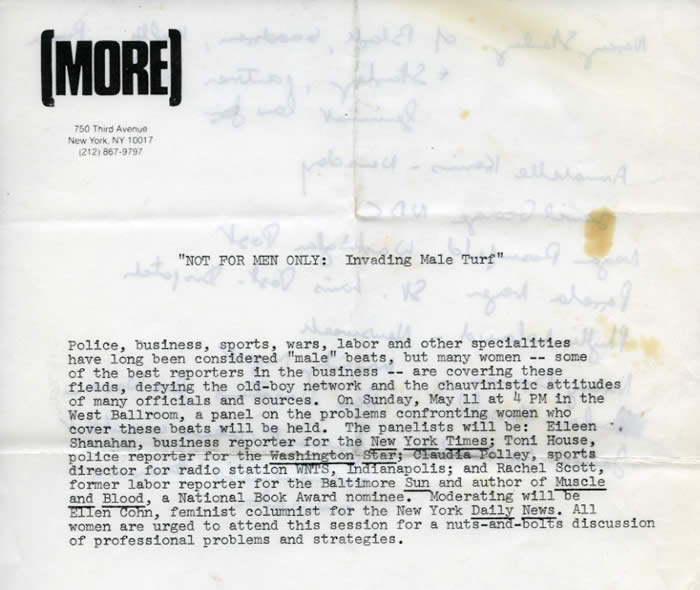 [MORE]
750 Third Avenue
New York, NY 10017
(212) 867-9797
"NOT FOR MEN ONLY: Invading Male Turf"
Police, business, sports, wars, labor and other specialities
have long been considered "male" beats, but many women -- some
of the best reporters in the business -- are covering these
fields, defying the old-boy network and the chauvinistic attitudes
of many officials and sources. On Sunday, May 11 at 4 PM in the
West Ballroom, a panel on the problems confronting women who
cover these beats will be held. The panelists will be: Eileen
Shanahan, business reporter for the New York Times; Toni House,
police reporter for the Washington Star; Claudia Polley, sports
director for radio station WNTS, Indianapolis; and Rachel Scott,
former labor reporter for the Baltimore Sun and author of Muscle
and Blood, a National Book Award nominee. Moderating will be
Ellen Cohn, feminist columnist for the New York Daily News. All
women are urged to attend this session for a nuts-and-bolts discussion
of professional problems and strategies.